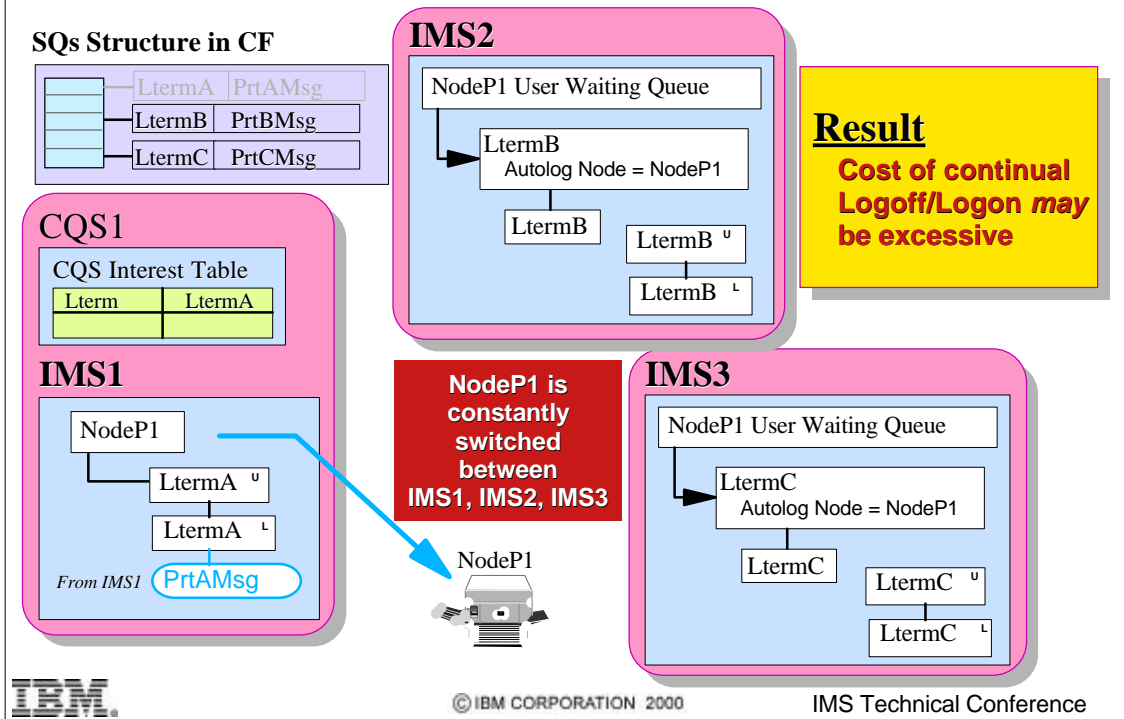 SQs Structure in CF
LtermA PrtAMsg
LtermB PrtBMsg
LtermC PrtCMsg
IMS2
NodeP1 User Waiting Queue
LtermB
Autolog Node = NodeP1
LtermB
LtermB U
LtermB L
Result
Cost of continual
Logoff/Logon may
be excessive
CQS1
CQS Interest Table
Lterm LtermA
IMS1
NodeP1
LtermA U
LtermA L
From IMS1 PrtAMsg
NodeP1 is
constantly
switched
between
IMS1, IMS2, IMS3
NodeP1
IMS3
NodeP1 User Waiting Queue
LtermC
Autolog Node = NodeP1
LtermC
LtermC U
LtermC L
IBM.
© IBM CORPORATION 2000
IMS Technical Conference